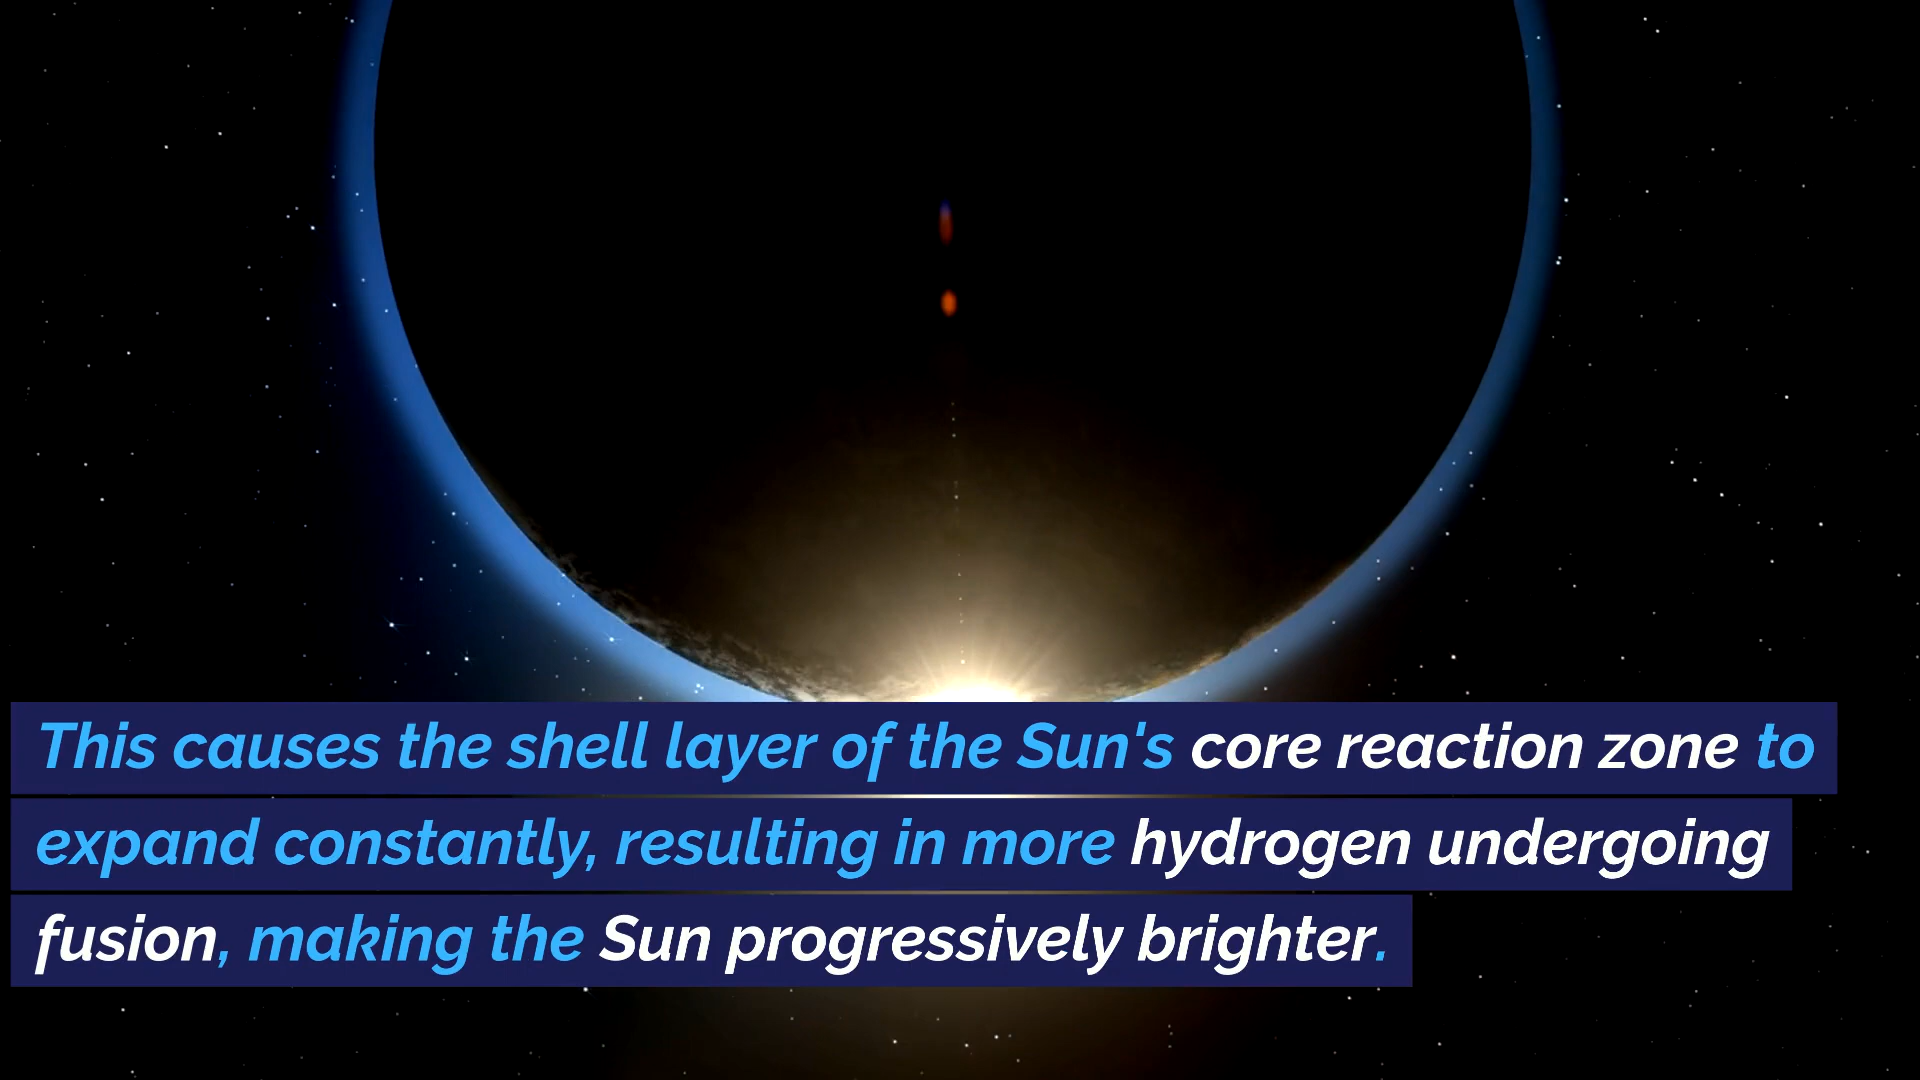 This causes the shell layer of the Sun's core reaction zone to
expand constantly, resulting in more hydrogen undergoing
fusion, making the Sun progressively brighter.